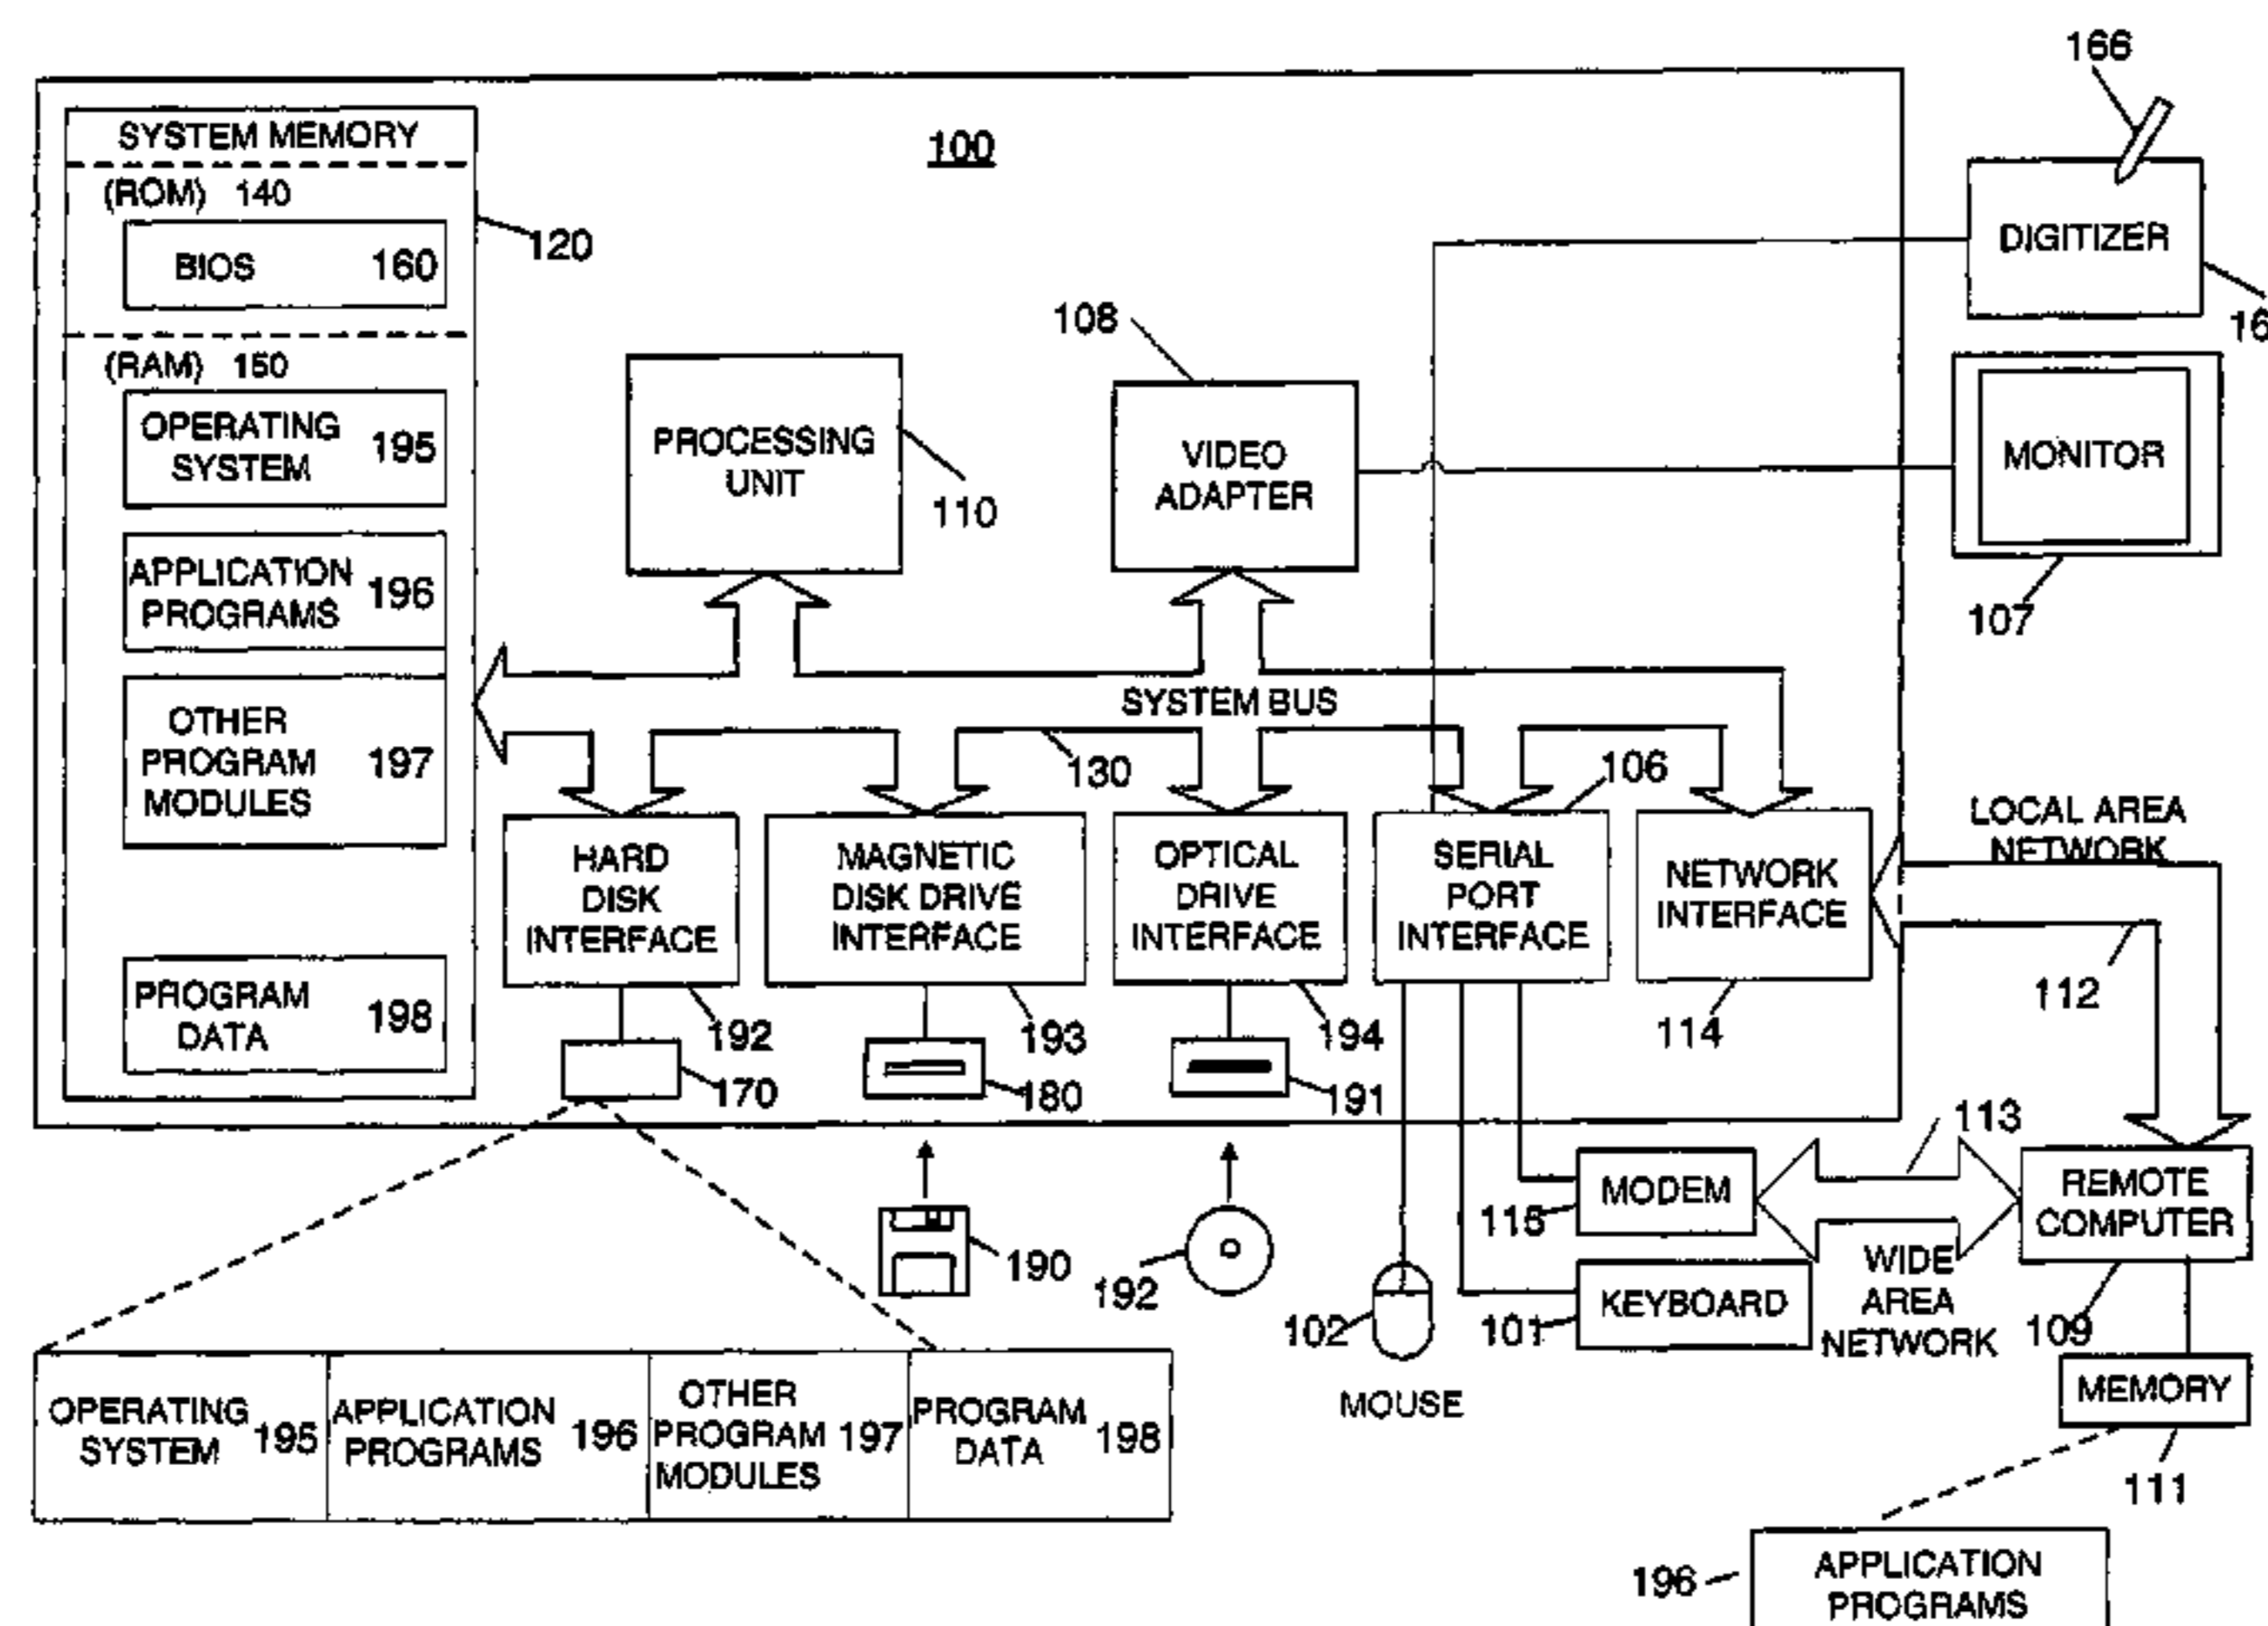 166
SYSTEM MEMORY
100
(ROM) 140
BIOS 160
120
DIGITIZER
108
(RAM) 150
OPERATING
SYSTEM
195
PROCESSING
UNIT
110
VIDEO
ADAPTER
MONITOR
107
APPLICATION
PROGRAMS
196
SYSTEM BUS
OTHER
PROGRAM
MODULES
197
130
106
LOCAL AREA
NETWORK
HARD
DISK
INTERFACE
MAGNETIC
DISK DRIVE
INTERFACE
OPTICAL
DRIVE
INTERFACE
SERIAL
PORT
INTERFACE
NETWORK
INTERFACE
112
PROGRAM
DATA
198
192
193
194
114
170
180
191
113
MODEM
115
REMOTE
COMPUTER
190
192
102
KEYBOARD
101
WIDE
AREA
NETWORK
109
MOUSE
MEMORY
111
OPERATING
SYSTEM
195
APPLICATION
PROGRAMS
196
OTHER
PROGRAM
MODULES
197
PROGRAM
DATA
198
196
APPLICATION
PROGRAMS